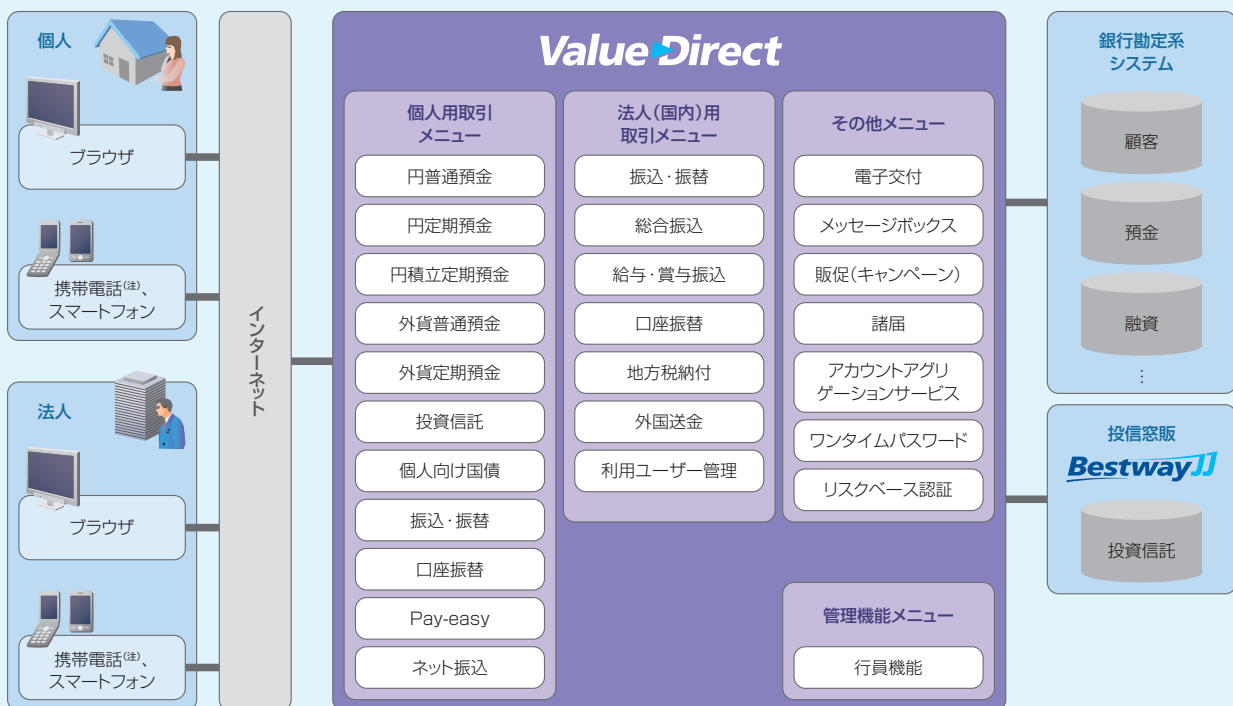 個人
ブラウザ
携帯電話(注)、
スマートフォン
法人
ブラウザ
携帯電話(注)、
スマートフォン
インターネット
Value Direct
個人用取引
メニュー
円普通預金
円定期預金
円積立定期預金
外貨普通預金
外貨定期預金
投資信託
個人向け国債
振込・振替
口座振替
Pay-easy
ネット振込
法人(国内)用
取引メニュー
振込・振替
総合振込
給与・賞与振込
口座振替
地方税納付
外国送金
利用ユーザー管理
その他メニュー
電子交付
メッセージボックス
販促(キャンペーン)
諸届
アカウントアグリ
ゲーションサービス
ワンタイムパスワード
リスクベース認証
管理機能メニュー
行員機能
銀行勘定系
システム
顧客
預金
融資
⋮
投信窓販
BestwayJJ
投資信託